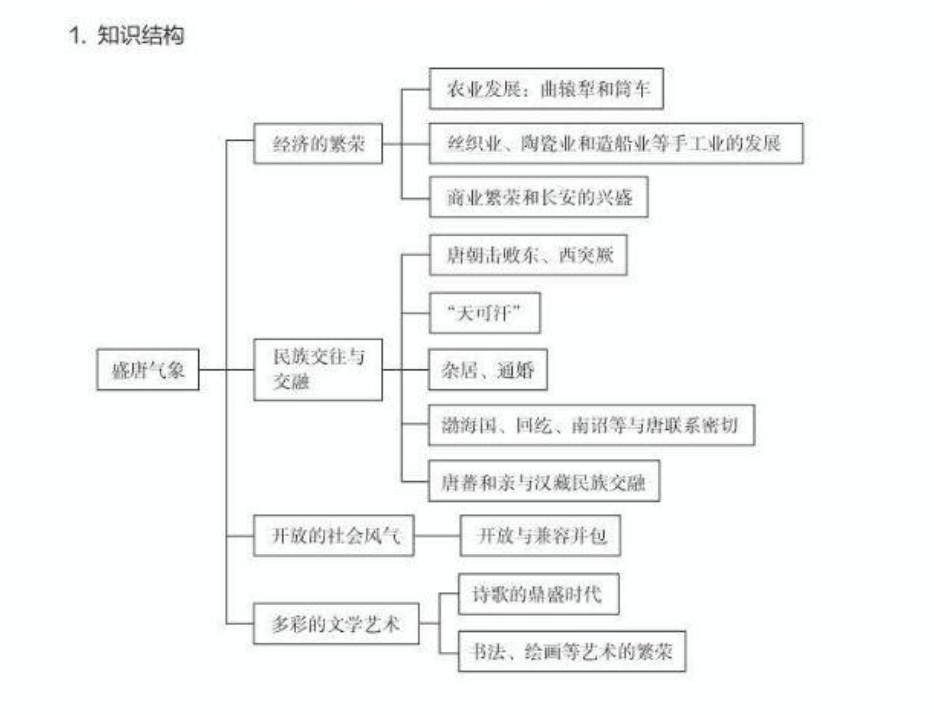 1. 知识结构
农业发展：曲辕犁和筒车
经济的繁荣
丝织业、陶瓷业和造船业等手工业的发展
商业繁荣和长安的兴盛
唐朝击败东、西突厥
“天可汗”
盛唐气象
民族交往与
交融
杂居、通婚
渤海国、回纥、南诏等与唐联系密切
唐蕃和亲与汉藏民族交融
开放的社会风气
开放与兼容并包
诗歌的鼎盛时代
多彩的文学艺术
书法、绘画等艺术的繁荣